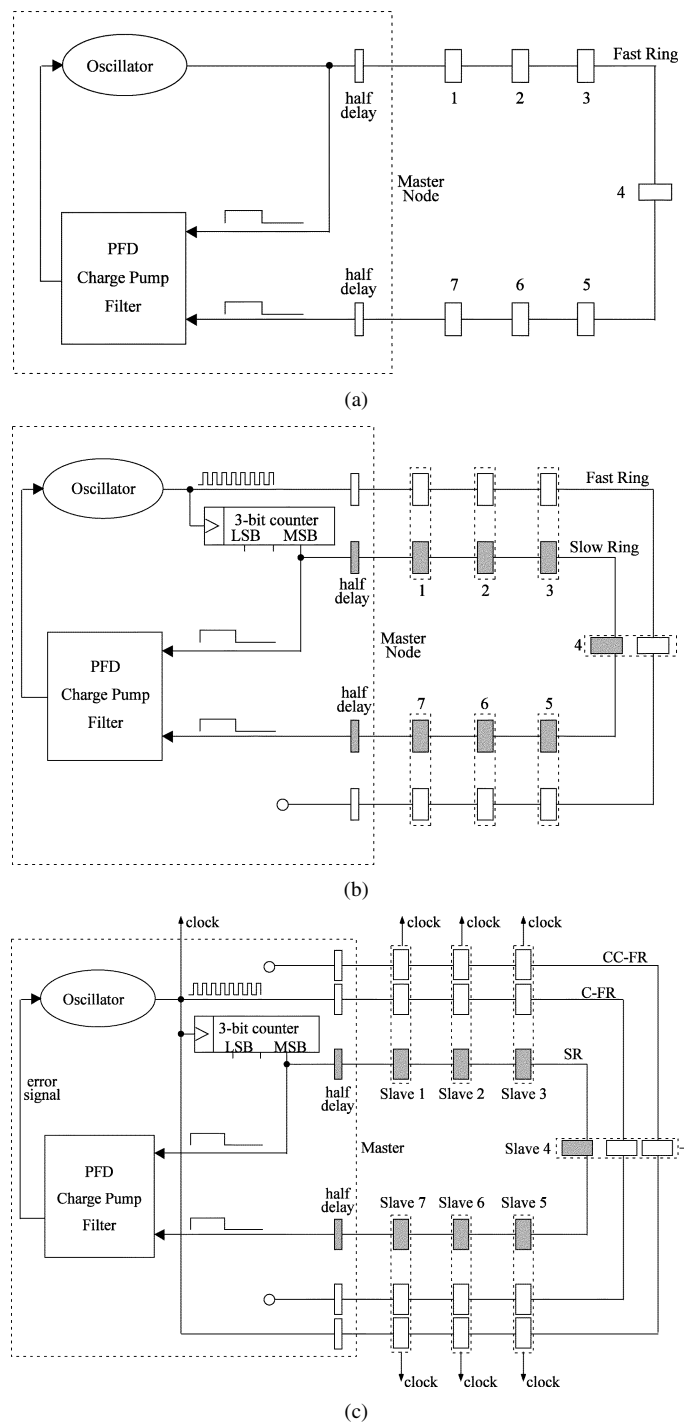 Oscillator
half
delay
1
2
3
Fast Ring
Master
Node
4
PFD
Charge Pump
Filter
half
delay
7
6
5
(a)
Oscillator
Fast Ring
3-bit counter
LSB MSB
Slow Ring
half
delay
1
2
3
Master
Node
4
PFD
Charge Pump
Filter
half
delay
7
6
5
(b)
clock
clock
clock
clock
CC-FR
Oscillator
C-FR
3-bit counter
LSB MSB
SR
error
signal
half
delay
Slave 1
Slave 2
Slave 3
Master
Slave 4
PFD
Charge Pump
Filter
half
delay
Slave 7
Slave 6
Slave 5
clock
clock
clock
(c)